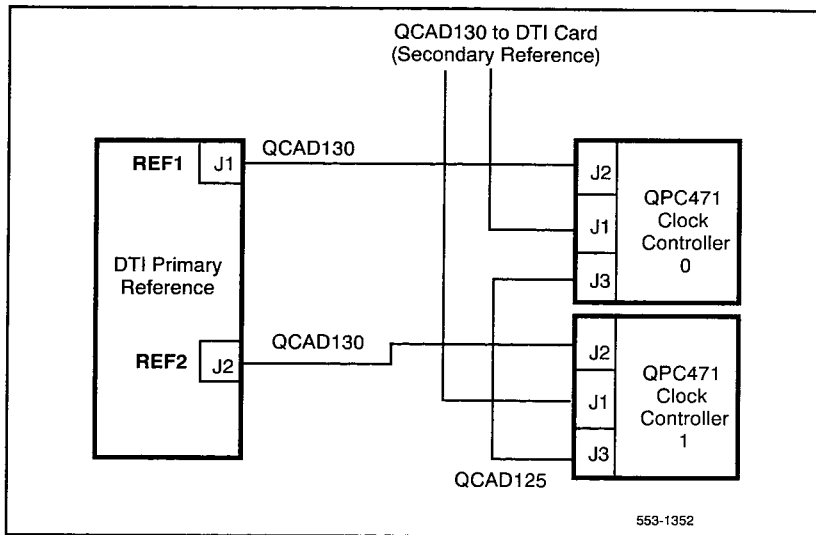 QCAD130 to DTI Card
(Secondary Reference)
REF1
J1
QCAD130
DTI Primary
Reference
REF2
J2
QCAD130
J2
J1
J3
QPC471
Clock
Controller
0
J2
J1
J3
QPC471
Clock
Controller
1
QCAD125
553-1352